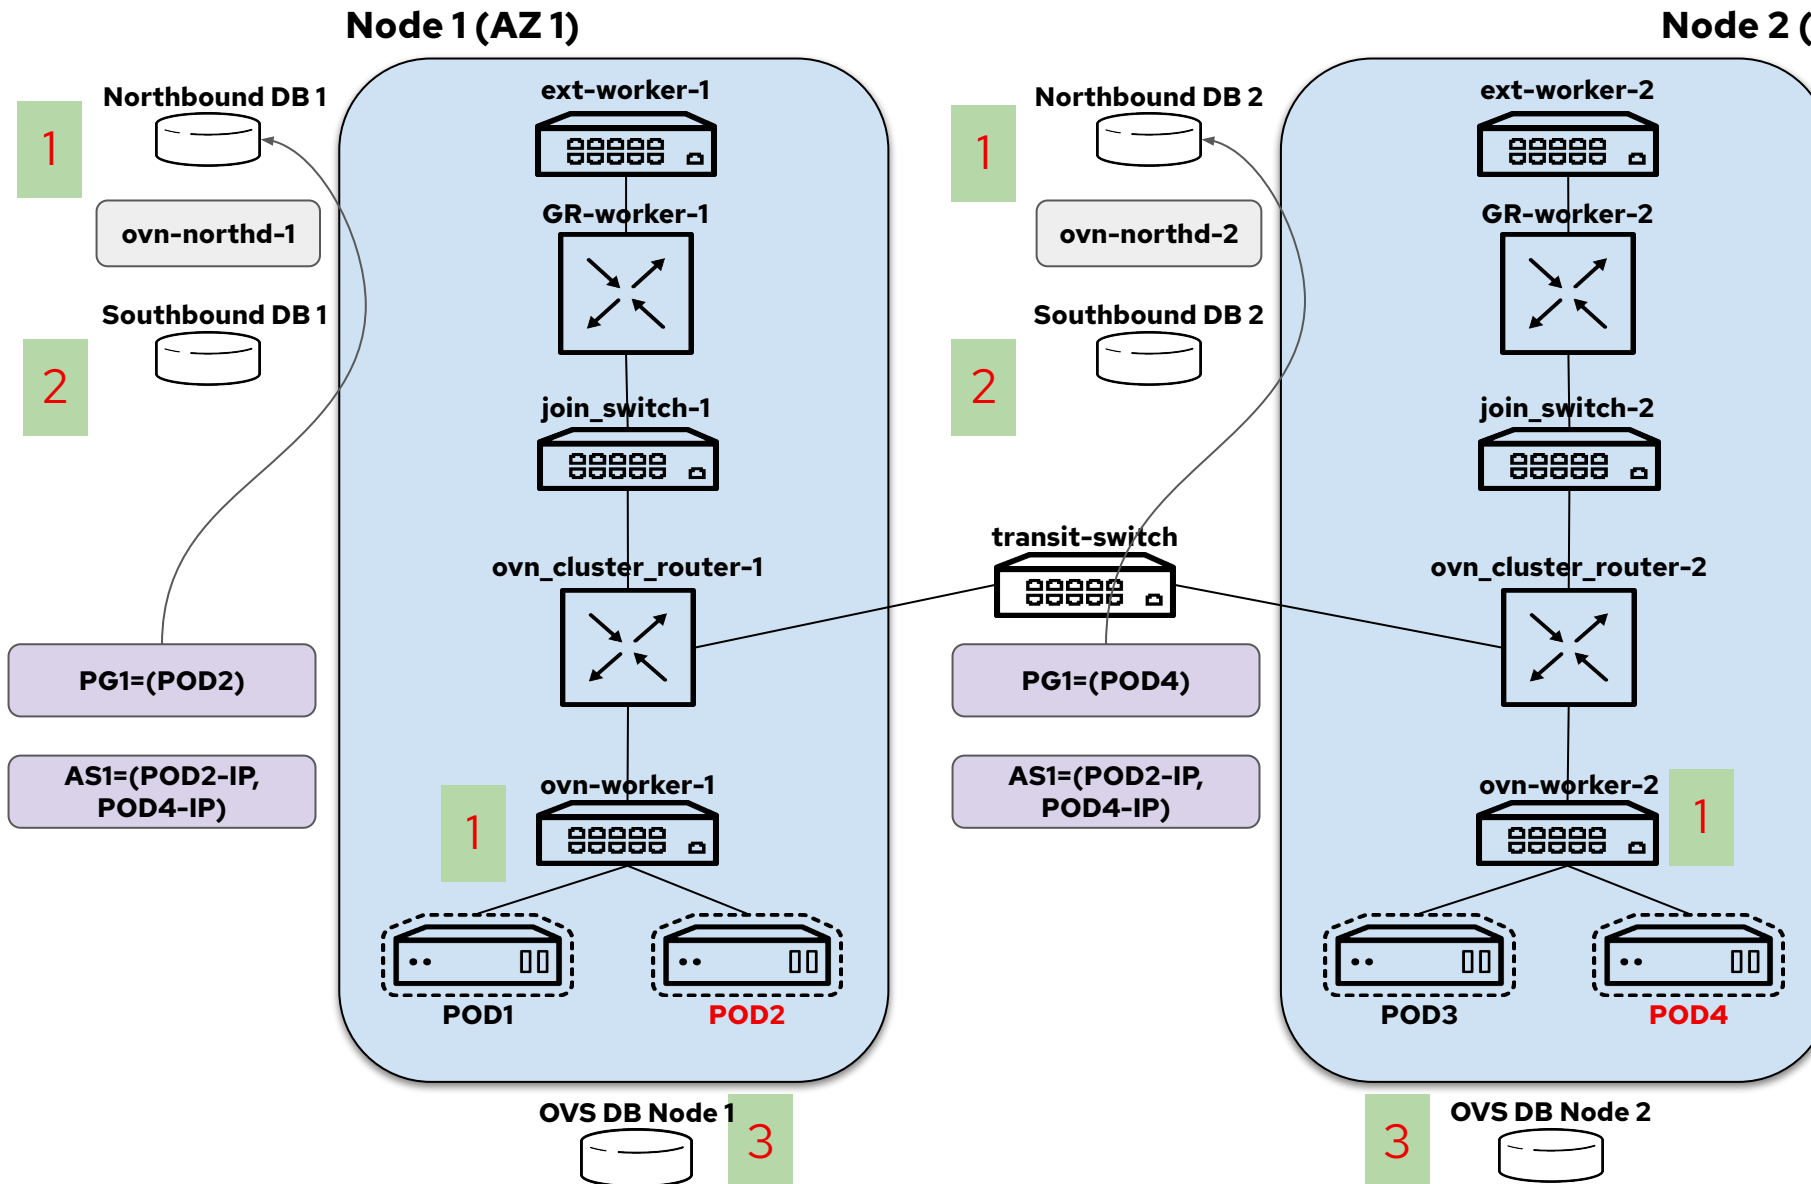 Node 1 (AZ 1)
Node 2 (
Northbound DB 1
1
ovn-northd-1
Southbound DB 1
2
PG1=(POD2)
AS1=(POD2-IP,
POD4-IP)
ext-worker-1
GR-worker-1
join_switch-1
ovn_cluster_router-1
ovn-worker-1
1
POD1
POD2
OVS DB Node 1
3
Northbound DB 2
1
ovn-northd-2
Southbound DB 2
2
transit-switch
PG1=(POD4)
AS1=(POD2-IP,
POD4-IP)
ext-worker-2
GR-worker-2
join_switch-2
ovn_cluster_router-2
ovn-worker-2
1
POD3
POD4
3
OVS DB Node 2